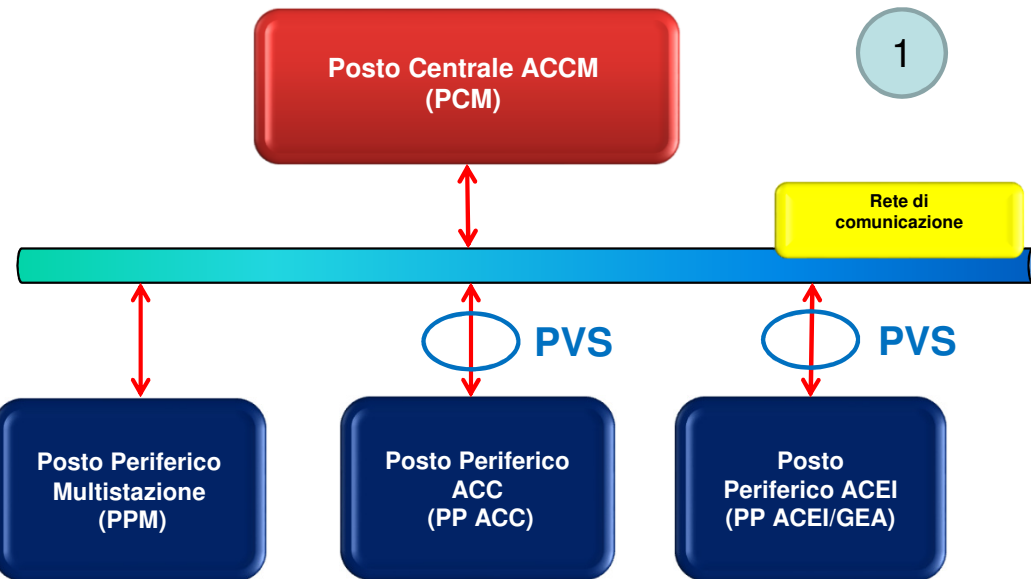 Posto Centrale ACCM
(PCM)
1
Rete di
comunicazione
PVS
PVS
Posto Periferico
Multistazione
(PPM)
Posto Periferico
ACC
(PP ACC)
Posto
Periferico ACEI
(PP ACEI/GEA)